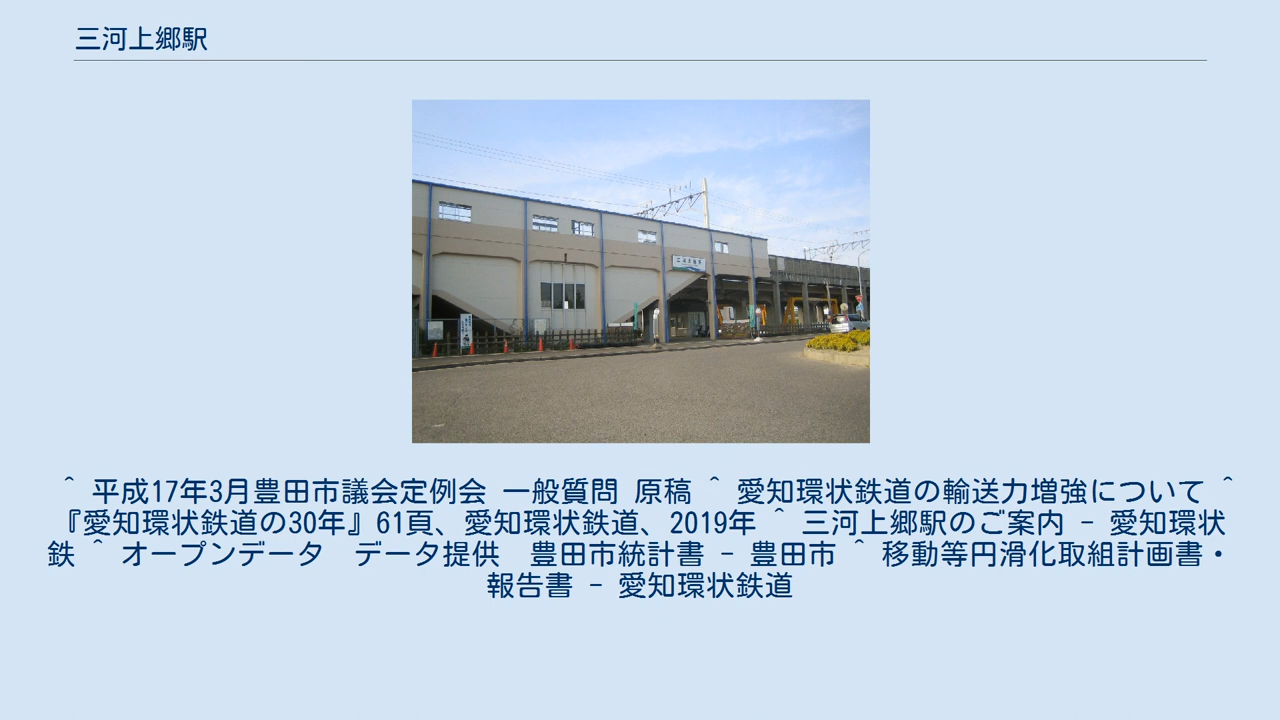 三河上郷駅
三河上郷駅
^ 平成17年3月豊田市議会定例会 一般質問 原稿 ^ 愛知環状鉄道の輸送力増強について ^
『愛知環状鉄道の30年』61頁、愛知環状鉄道、2019年 ^ 三河上郷駅のご案内 - 愛知環状
鉄 ^ オープンデータ　データ提供　豊田市統計書 - 豊田市 ^ 移動等円滑化取組計画書・
報告書 - 愛知環状鉄道